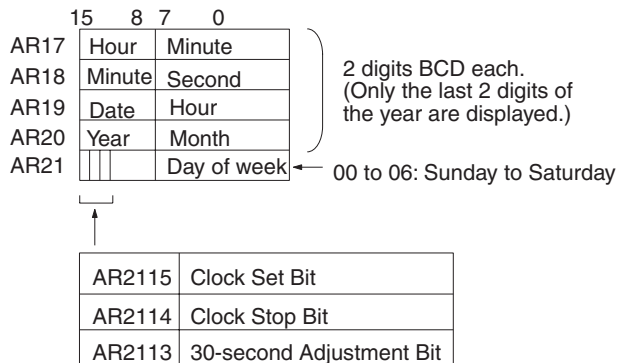 15 8 7 0
AR17 Hour Minute
AR18 Minute Second
AR19 Date Hour
AR20 Year Month
AR21 Day of week
2 digits BCD each.
(Only the last 2 digits of
the year are displayed.)
00 to 06: Sunday to Saturday
AR2115 Clock Set Bit
AR2114 Clock Stop Bit
AR2113 30-second Adjustment Bit